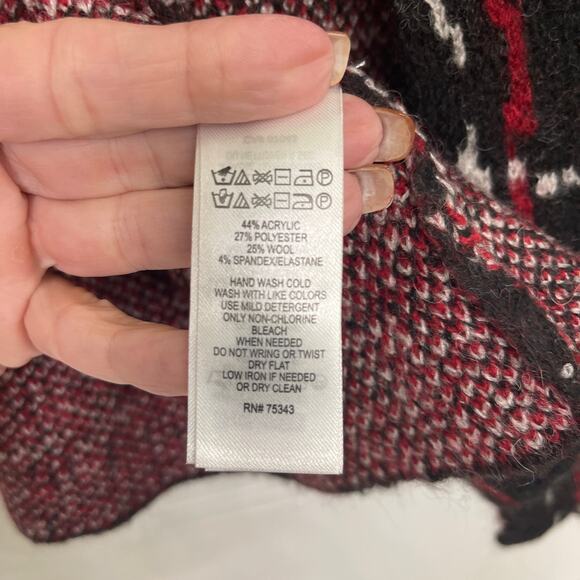 44% ACRYLIC
27% POLYESTER
25% WOOL
4% SPANDEX/ELASTANE
HAND WASH COLD
WASH WITH LIKE COLORS
USE MILD DETERGENT
ONLY NON-CHLORINE
BLEACH
WHEN NEEDED
DO NOT WRING OR TWIST
DRY FLAT
LOW IRON IF NEEDED
OR DRY CLEAN
RN# 75343